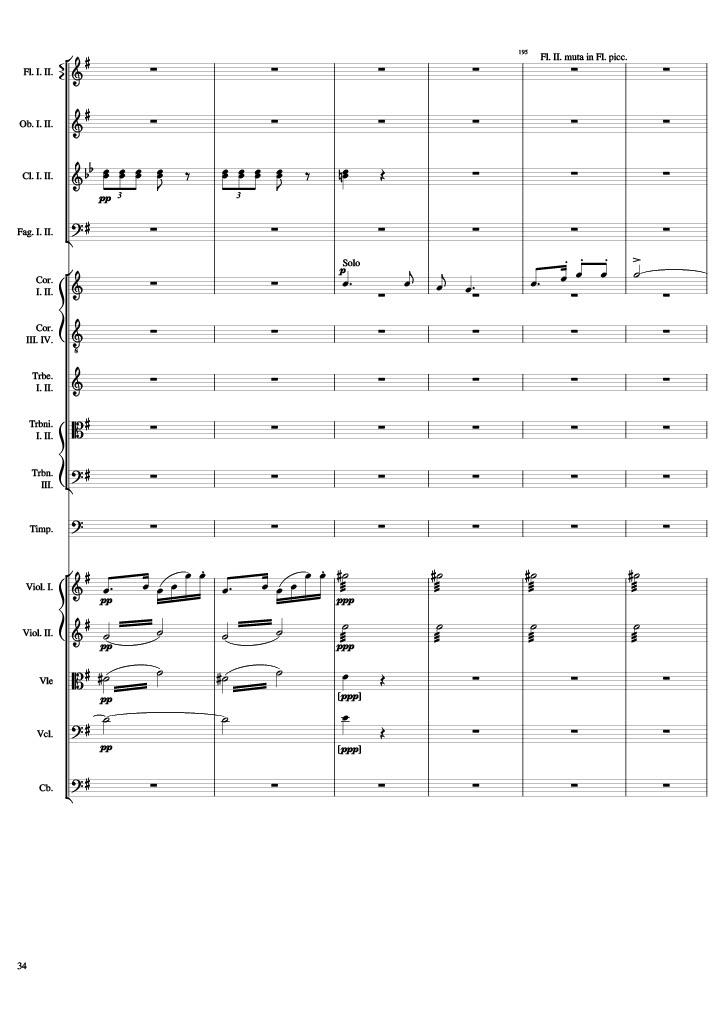 195
Fl. II. muta in Fl. picc.
Fl. I. II.
Ob. I. II.
Cl. I. II.
3
3
pp
Fag. I. II.
Solo
p
Cor.
I. II.
Cor.
III. IV.
8
Trbe.
I. II.
Trbni.
I. II.
Trbn.
III.
Timp.
Viol. I.
pp
ppp
Viol. II.
pp
ppp
Vle
pp
[ppp]
Vcl.
pp
[ppp]
Cb.
34